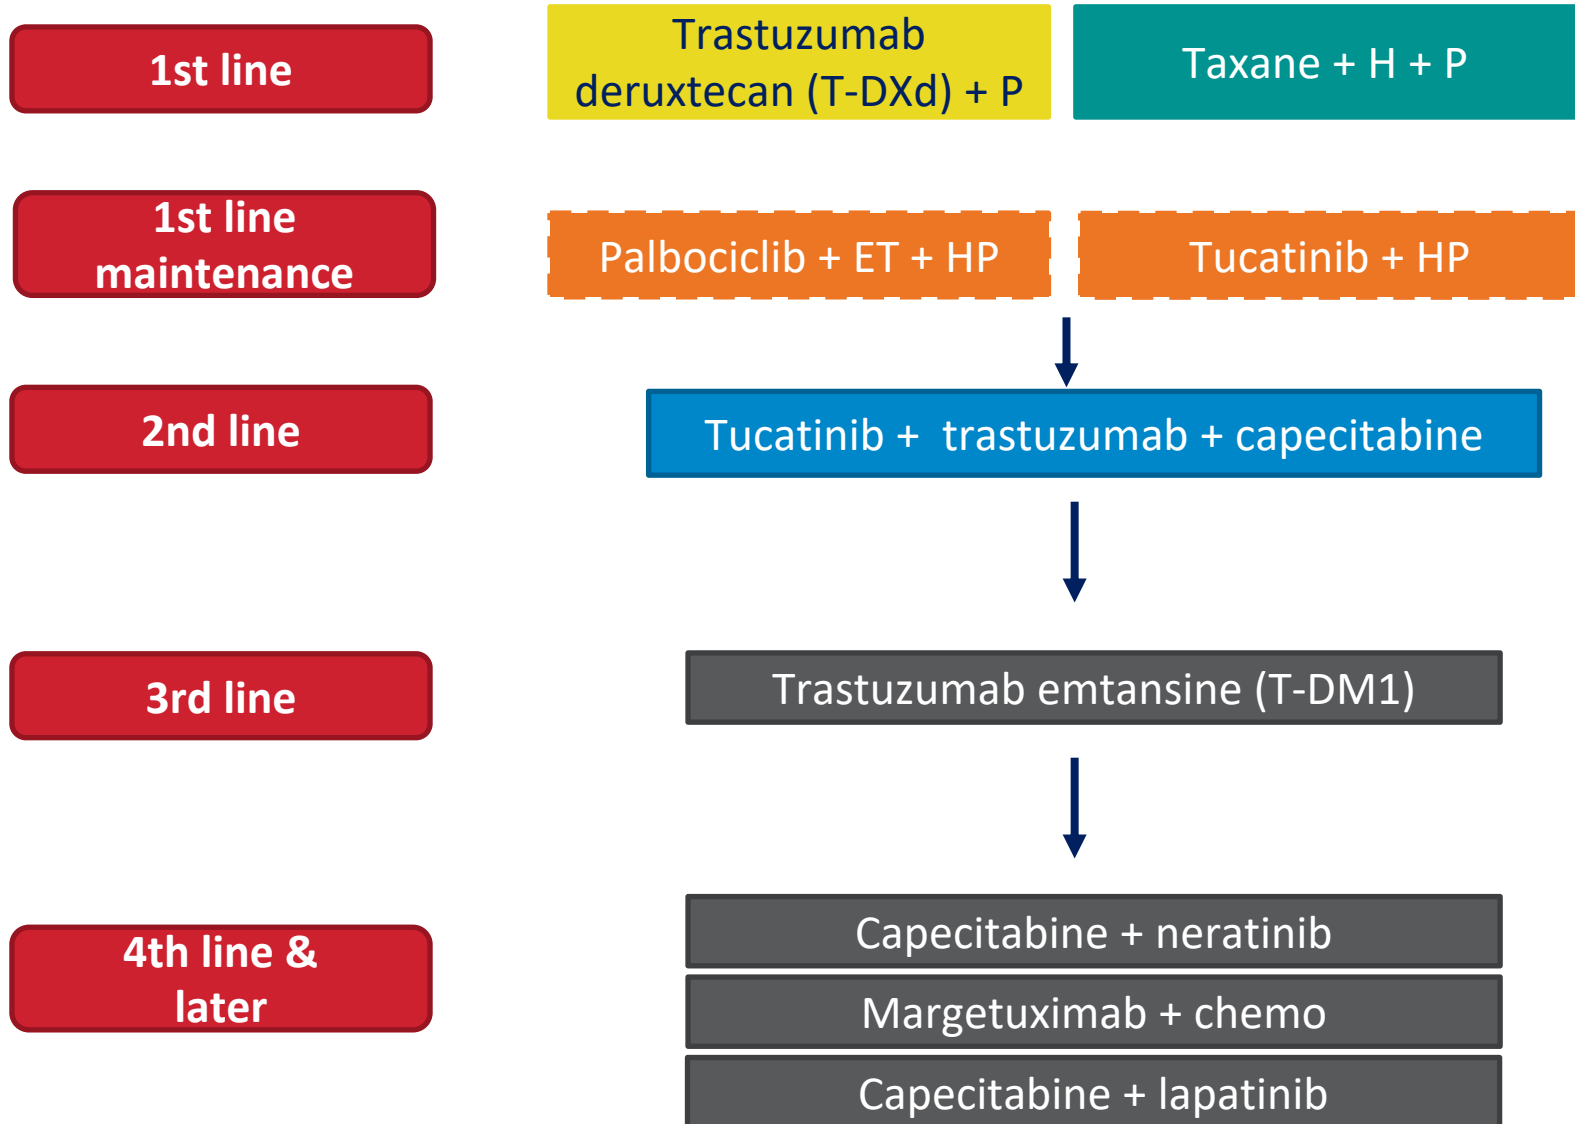 1st line
Trastuzumab
deruxtecan (T-DXd) + P
Taxane + H + P
1st line
maintenance
Palbociclib + ET + HP
Tucatinib + HP
2nd line
Tucatinib + trastuzumab + capecitabine
3rd line
Trastuzumab emtansine (T-DM1)
4th line &
later
Capecitabine + neratinib
Margetuximab + chemo
Capecitabine + lapatinib